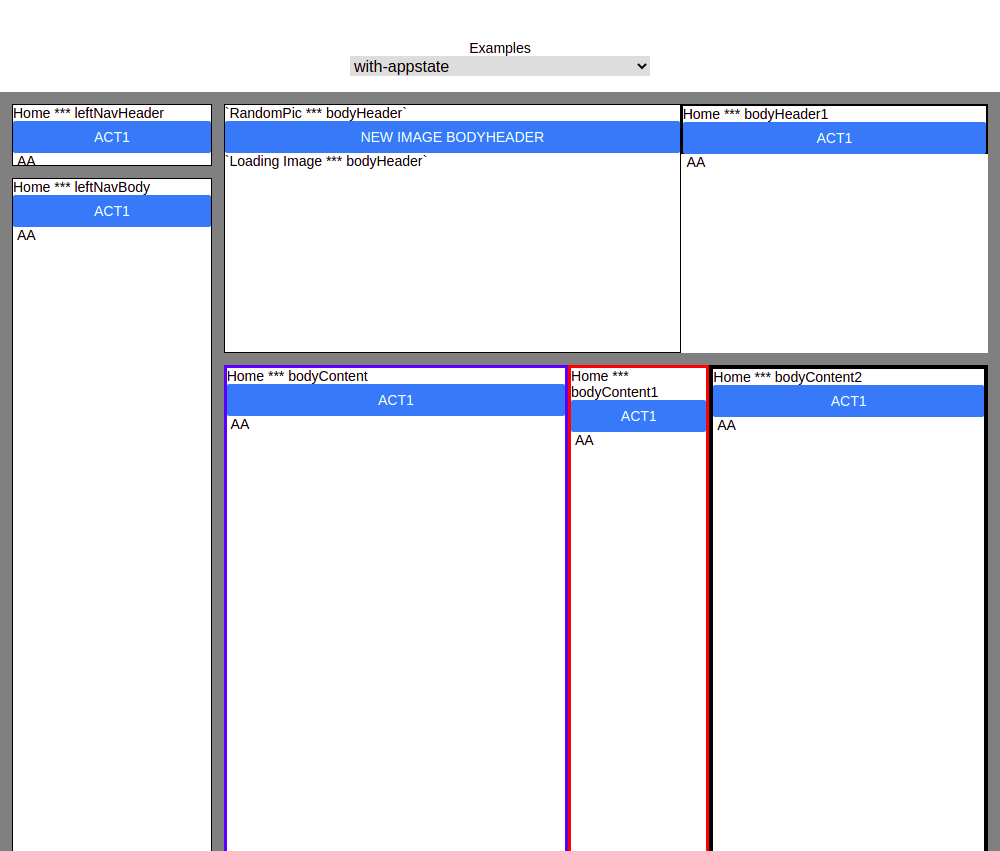 Examples
with-appstate
Home *** leftNavHeader
ACT1
AA
Home *** leftNavBody
ACT1
AA
`RandomPic *** bodyHeader`
NEW IMAGE BODYHEADER
`Loading Image *** bodyHeader`
Home *** bodyHeader1
ACT1
AA
Home *** bodyContent
ACT1
AA
Home ***
bodyContent1
ACT1
AA
Home *** bodyContent2
ACT1
AA